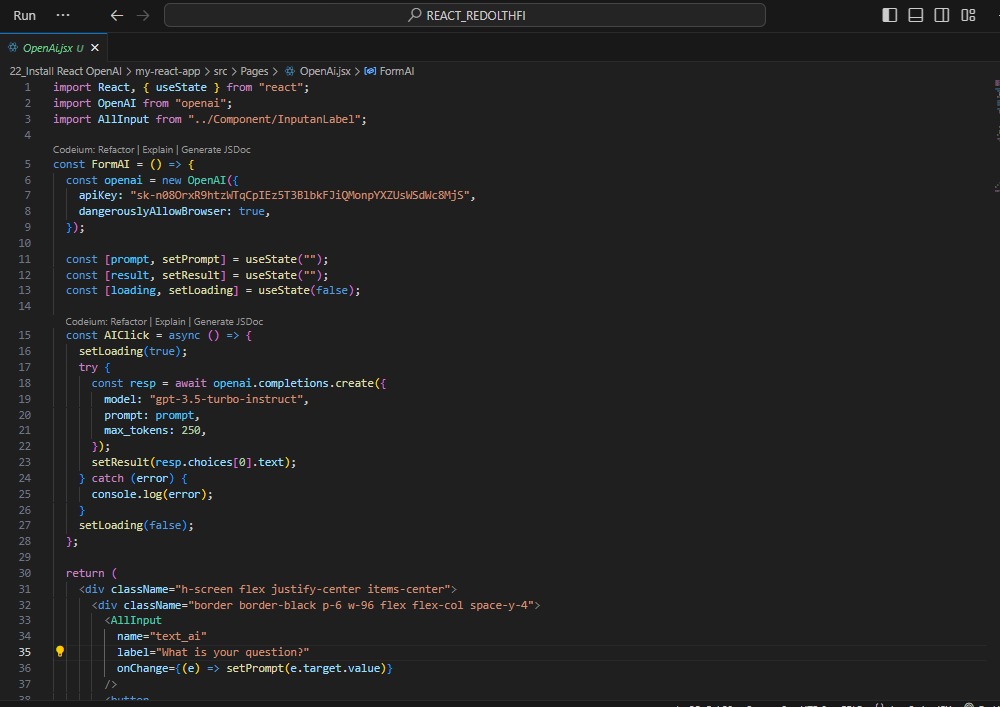 Run ··· REACT_REDOLTHFI
OpenAi.jsx U
22_Install React OpenAI > my-react-app > src > Pages > OpenAi.jsx > FormAI
1 import React, { useState } from "react";
2 import OpenAI from "openai";
3 import AllInput from "../Component/InputanLabel";
4
Codeium: Refactor | Explain | Generate JSDoc
5 const FormAI = () => {
6 const openai = new OpenAI({
7 apiKey:
8 dangerouslyAllowBrowser: true,
9 });
10
11 const [prompt, setPrompt] = useState("");
12 const [result, setResult] = useState("");
13 const [loading, setLoading] = useState(false);
14
Codeium: Refactor | Explain | Generate JSDoc
15 const AIClick = async () => {
16 setLoading(true);
17 try {
18 const resp = await openai.completions.create({
19 model: "gpt-3.5-turbo-instruct",
20 prompt: prompt,
21 max_tokens: 250,
22 });
23 setResult(resp.choices[0].text);
24 } catch (error) {
25 console.log(error);
26 }
27 setLoading(false);
28 };
29
30 return (
31 <div className="h-screen flex justify-center items-center">
32 <div className="border border-black p-6 w-96 flex flex-col space-y-4">
33 <AllInput
34 name="text_ai"
35 label="What is your question?"
36 onChange={(e) => setPrompt(e.target.value)}
37 />
38 <button